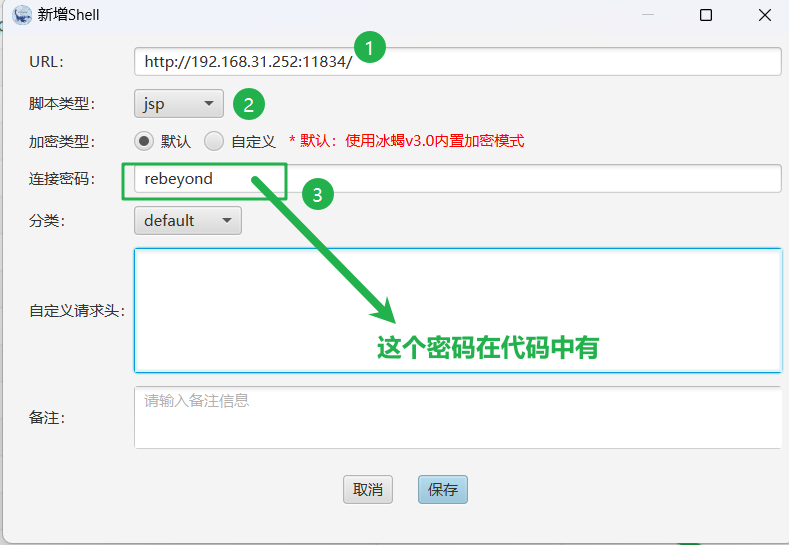 新增Shell
URL: http://192.168.31.252:11834/ 1
脚本类型: jsp 2
加密类型: 默认 自定义 * 默认：使用冰蝎v3.0内置加密模式
连接密码: rebeyond 3
分类: default
自定义请求头:
这个密码在代码中有
备注: 请输入备注信息
取消 保存